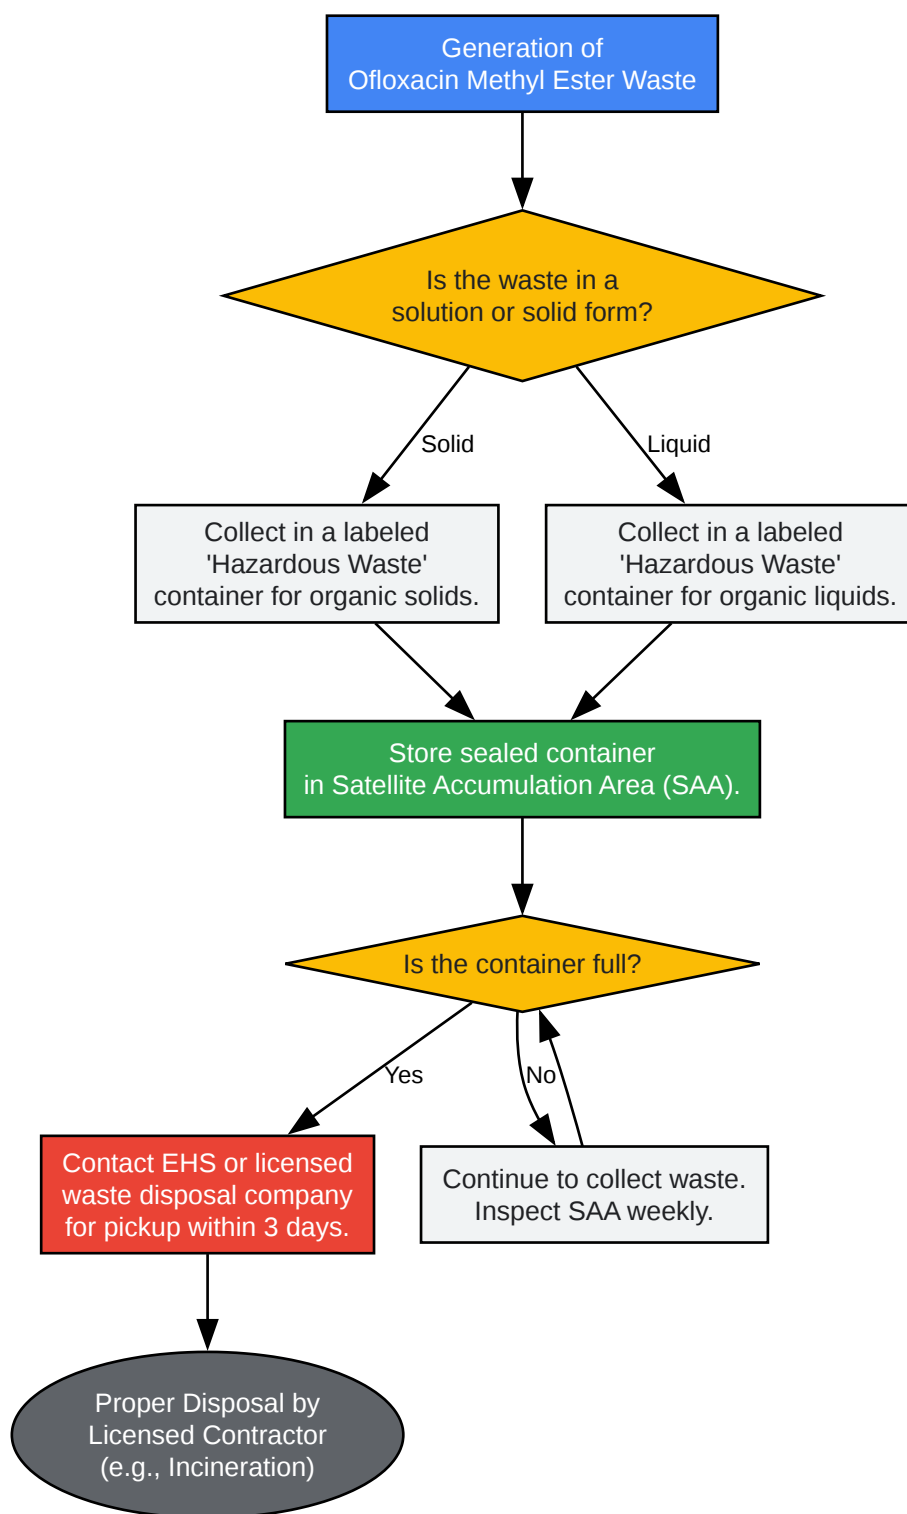 Generation of
Ofloxacin Methyl Ester Waste
Is the waste in a
solution or solid form?
Solid
Liquid
Collect in a labeled
'Hazardous Waste'
container for organic solids.
Collect in a labeled
'Hazardous Waste'
container for organic liquids.
Store sealed container
in Satellite Accumulation Area (SAA).
Is the container full?
Yes
No
Contact EHS or licensed
waste disposal company
for pickup within 3 days.
Continue to collect waste.
Inspect SAA weekly.
Proper Disposal by
Licensed Contractor
(e.g., Incineration)